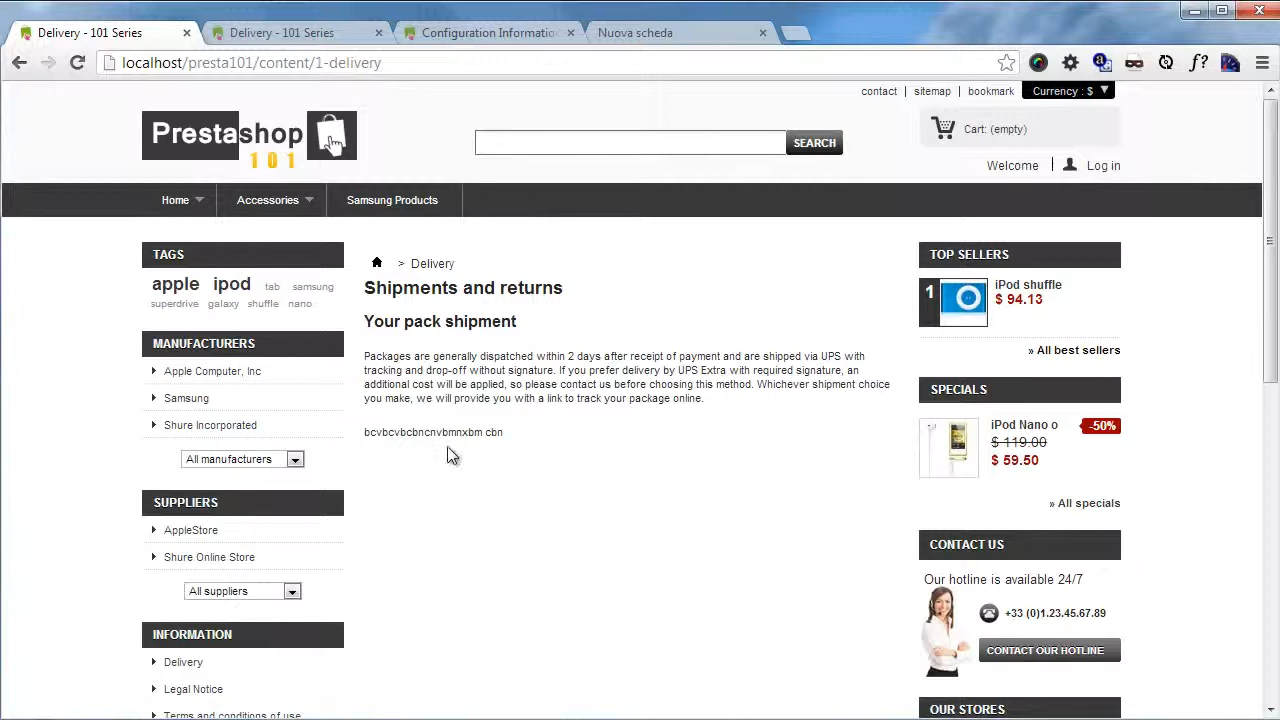 Delivery - 101 Series
Delivery - 101 Series
Configuration Informatio
Nuova scheda
localhost/presta101/content/1-delivery
contact
sitemap
bookmark
Currency : $
Prestashop
101
SEARCH
Cart: (empty)
Welcome
Log in
Home
Accessories
Samsung Products
TAGS
apple ipod tab samsung
superdrive galaxy shuffle nano
MANUFACTURERS
Apple Computer, Inc
Samsung
Shure Incorporated
All manufacturers
SUPPLIERS
AppleStore
Shure Online Store
All suppliers
INFORMATION
Delivery
Legal Notice
Terms and conditions of use
> Delivery
Shipments and returns
Your pack shipment
Packages are generally dispatched within 2 days after receipt of payment and are shipped via UPS with
tracking and drop-off without signature. If you prefer delivery by UPS Extra with required signature, an
additional cost will be applied, so please contact us before choosing this method. Whichever shipment choice
you make, we will provide you with a link to track your package online.
bcvbcvbcbncnvbmnxbm cbn
TOP SELLERS
1
iPod shuffle
$ 94.13
» All best sellers
SPECIALS
iPod Nano o
-50%
$ 119.00
$ 59.50
» All specials
CONTACT US
Our hotline is available 24/7
+33 (0)1.23.45.67.89
CONTACT OUR HOTLINE
OUR STORES